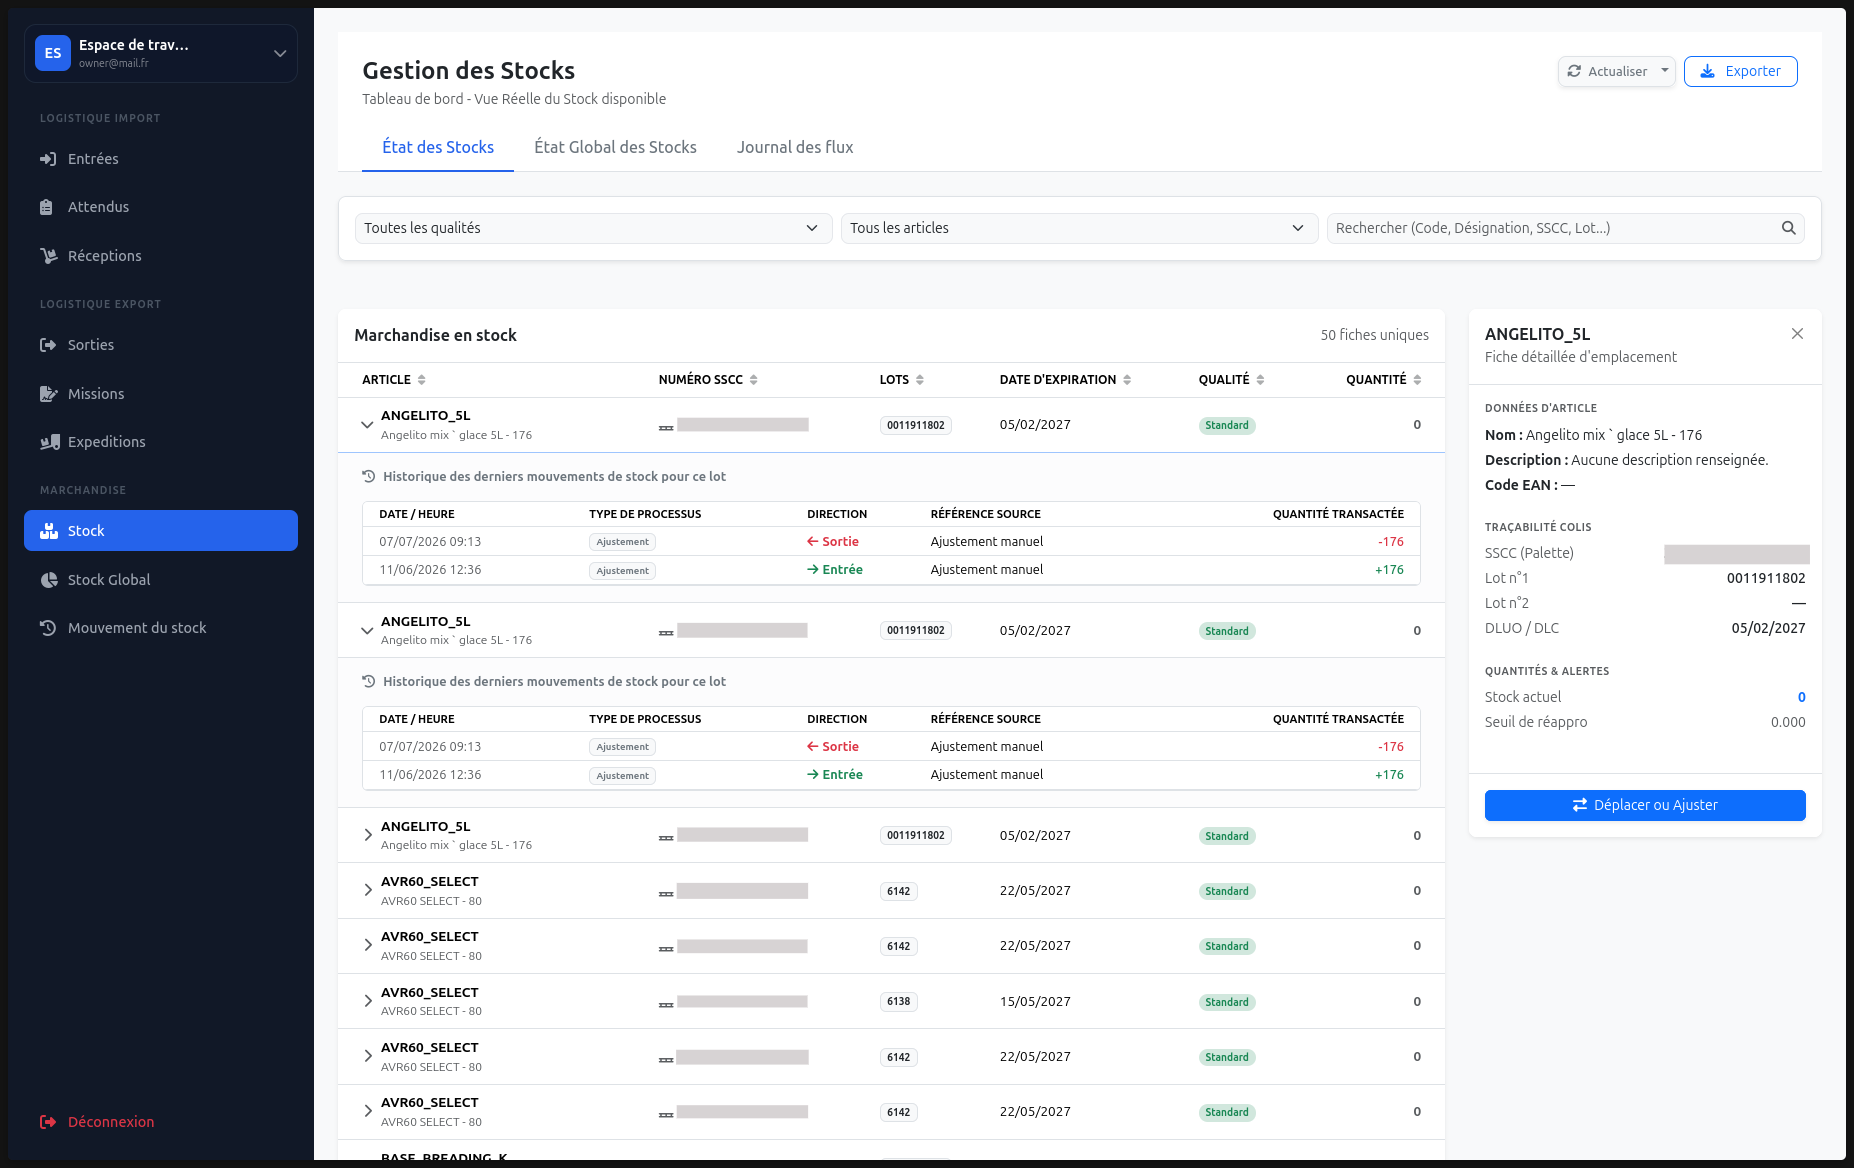 ES
Espace de trav...
owner@mail.fr
LOGISTIQUE IMPORT
Entrées
Attendus
Réceptions
LOGISTIQUE EXPORT
Sorties
Missions
Expeditions
MARCHANDISE
Stock
Stock Global
Mouvement du stock
Déconnexion
Gestion des Stocks
Tableau de bord - Vue Réelle du Stock disponible
Actualiser
Exporter
État des Stocks
État Global des Stocks
Journal des flux
Toutes les qualités
Tous les articles
Rechercher (Code, Désignation, SSCC, Lot...)
Marchandise en stock
50 fiches uniques
ARTICLE NUMÉRO SSCC LOTS DATE D'EXPIRATION QUALITÉ QUANTITÉ
ANGELITO_5L
Angelito mix ` glace 5L - 176
0011911802 05/02/2027 Standard 0
Historique des derniers mouvements de stock pour ce lot
DATE / HEURE TYPE DE PROCESSUS DIRECTION RÉFÉRENCE SOURCE QUANTITÉ TRANSACTÉE
07/07/2026 09:13 Ajustement Sortie Ajustement manuel -176
11/06/2026 12:36 Ajustement Entrée Ajustement manuel +176
ANGELITO_5L
Angelito mix ` glace 5L - 176
0011911802 05/02/2027 Standard 0
Historique des derniers mouvements de stock pour ce lot
DATE / HEURE TYPE DE PROCESSUS DIRECTION RÉFÉRENCE SOURCE QUANTITÉ TRANSACTÉE
07/07/2026 09:13 Ajustement Sortie Ajustement manuel -176
11/06/2026 12:36 Ajustement Entrée Ajustement manuel +176
ANGELITO_5L
Angelito mix ` glace 5L - 176
0011911802 05/02/2027 Standard 0
AVR60_SELECT
AVR60 SELECT - 80
6142 22/05/2027 Standard 0
AVR60_SELECT
AVR60 SELECT - 80
6142 22/05/2027 Standard 0
AVR60_SELECT
AVR60 SELECT - 80
6138 15/05/2027 Standard 0
AVR60_SELECT
AVR60 SELECT - 80
6142 22/05/2027 Standard 0
AVR60_SELECT
AVR60 SELECT - 80
6142 22/05/2027 Standard 0
BASE_BREADING_K
ANGELITO_5L
Fiche détaillée d'emplacement
DONNÉES D'ARTICLE
Nom : Angelito mix ` glace 5L - 176
Description : Aucune description renseignée.
Code EAN : —
TRAÇABILITÉ COLIS
SSCC (Palette)
Lot n°1 0011911802
Lot n°2 —
DLUO / DLC 05/02/2027
QUANTITÉS & ALERTES
Stock actuel 0
Seuil de réappro 0.000
Déplacer ou Ajuster